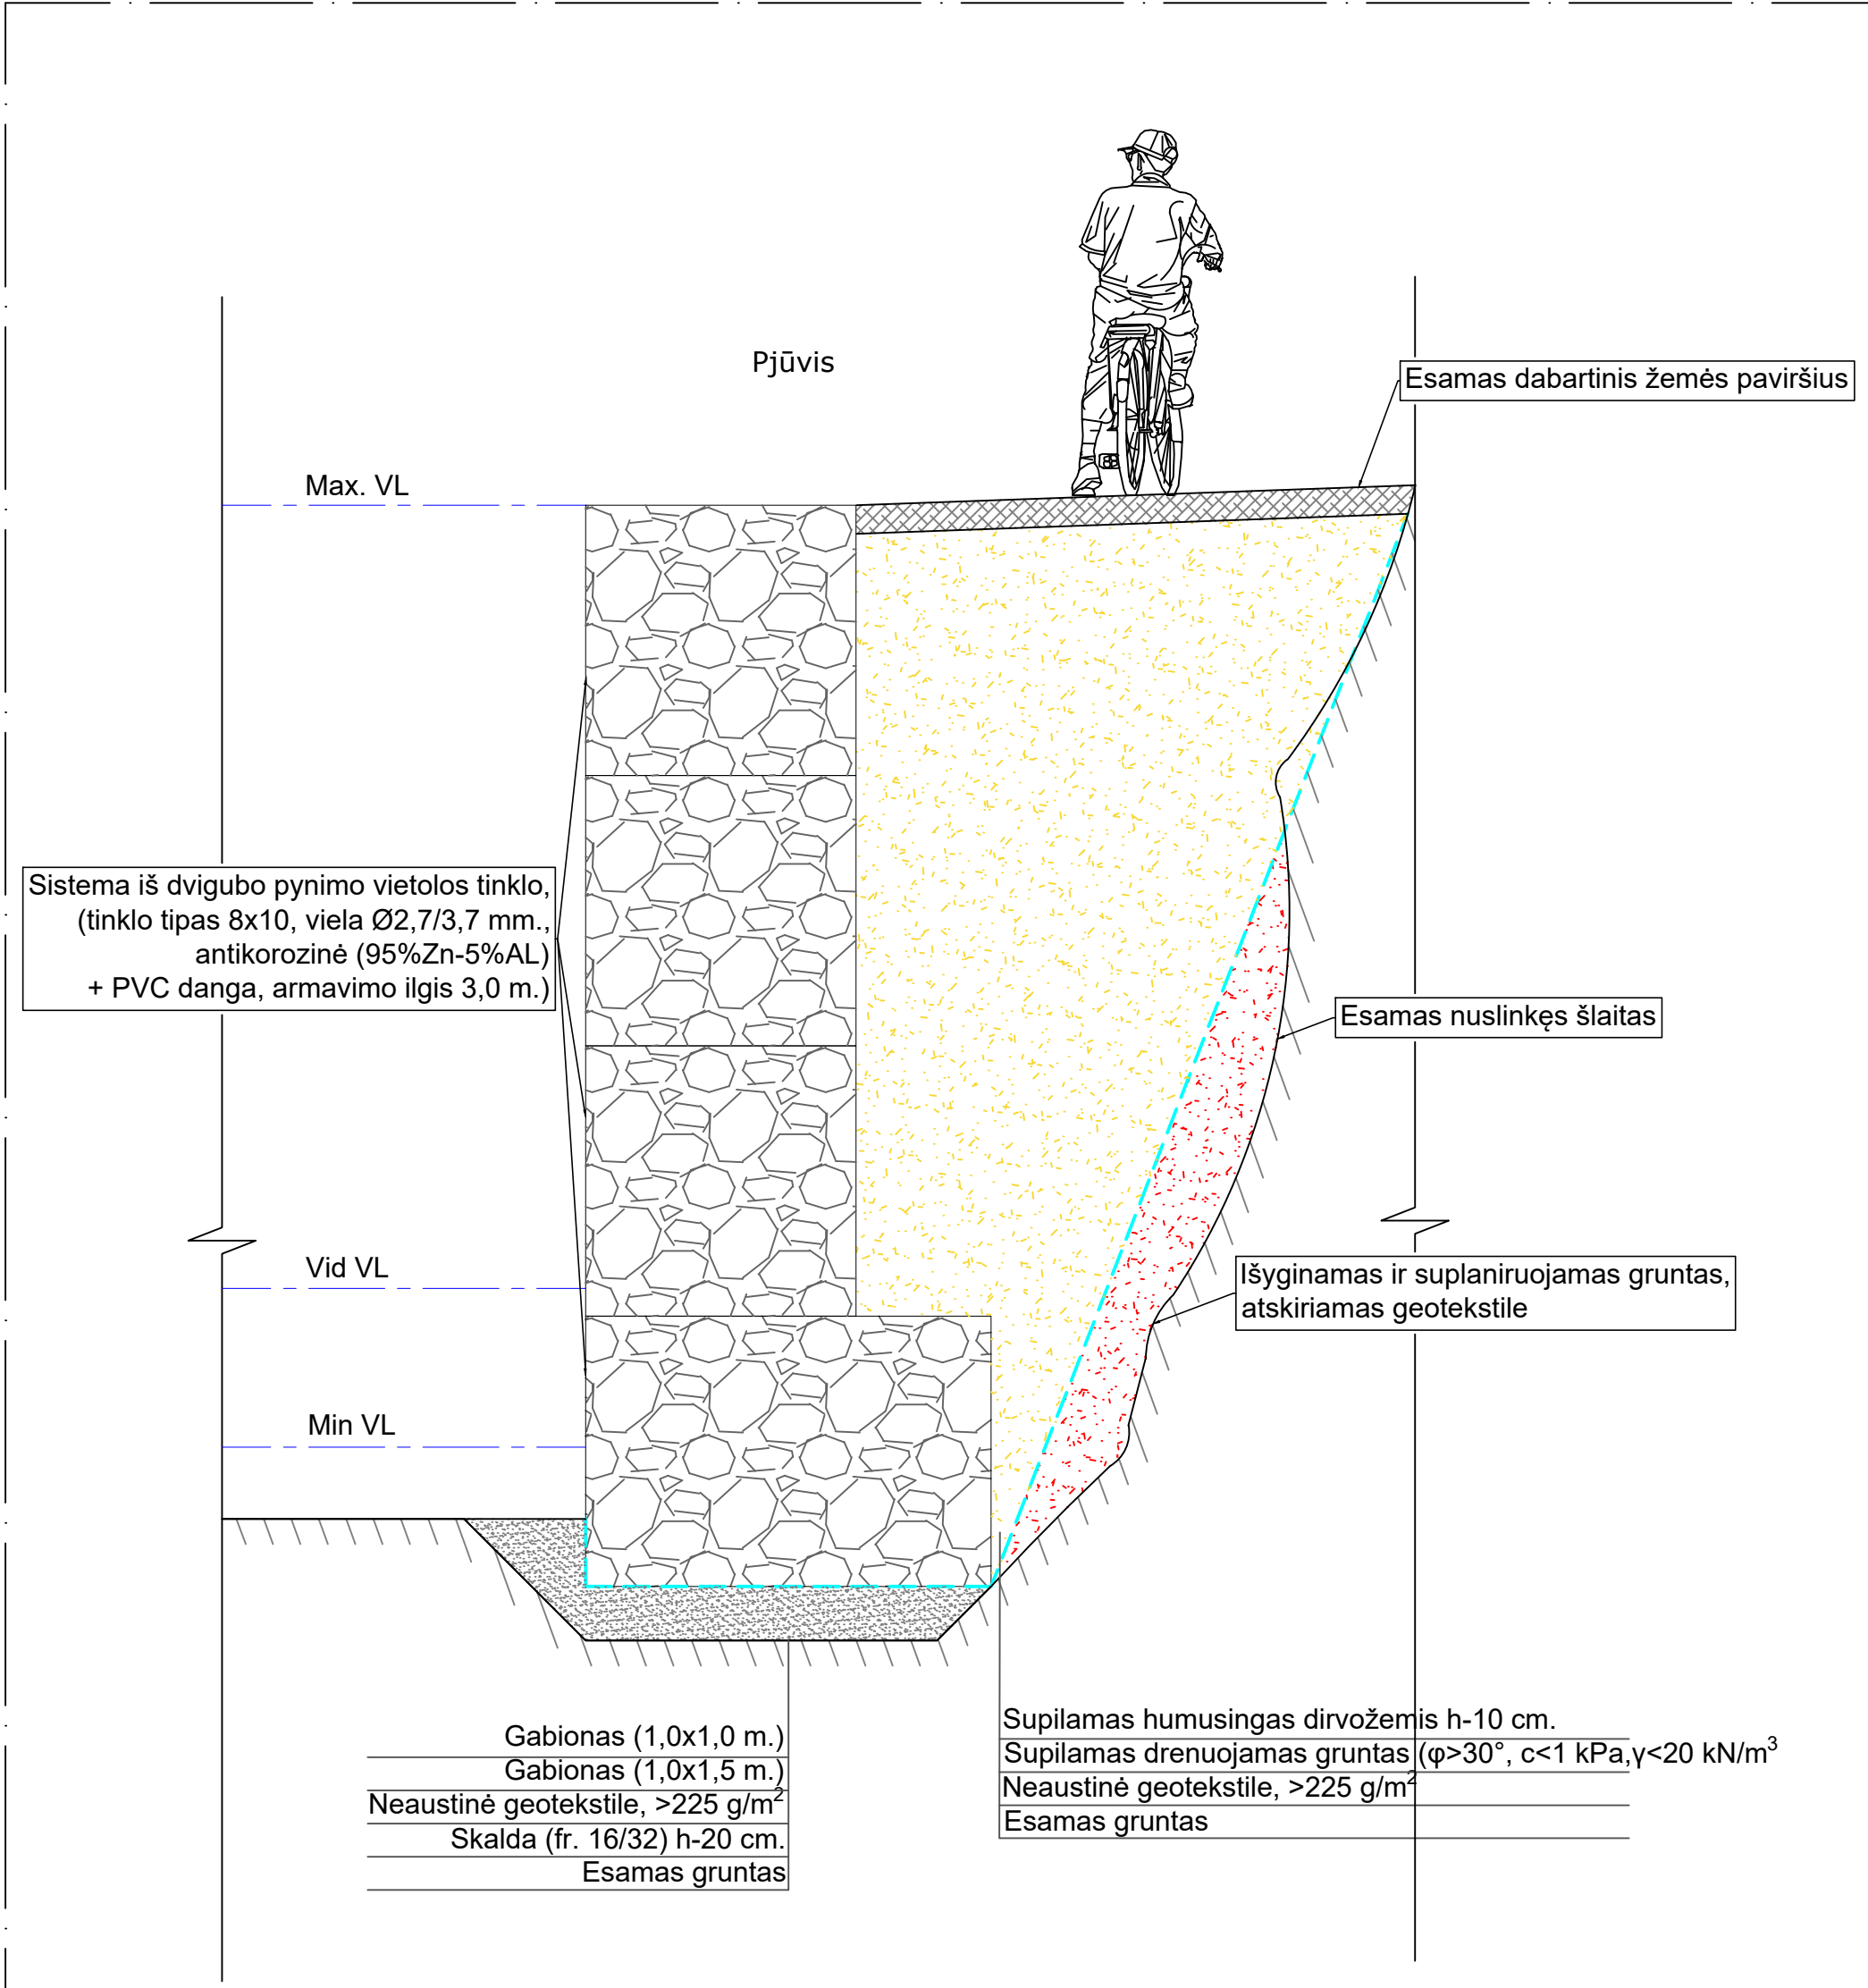 Pjūvis
Esamas dabartinis žemės paviršius
Max. VL
Sistema iš dvigubo pynimo vietolos tinklo,
(tinklo tipas 8x10, viela Ø2,7/3,7 mm.,
antikorozinė (95%Zn-5%AL)
+ PVC danga, armavimo ilgis 3,0 m.)
Esamas nuslinkęs šlaitas
Vid VL
Išyginamas ir suplaniruojamas gruntas,
atskiriamas geotekstile
Min VL
Gabionas (1,0x1,0 m.)
Gabionas (1,0x1,5 m.)
Neaustinė geotekstile, >225 g/m²
Skalda (fr. 16/32) h-20 cm.
Esamas gruntas
Supilamas humusingas dirvožemis h-10 cm.
Supilamas drenuojamas gruntas (φ>30°, c<1 kPa,γ<20 kN/m³
Neaustinė geotekstile, >225 g/m²
Esamas gruntas